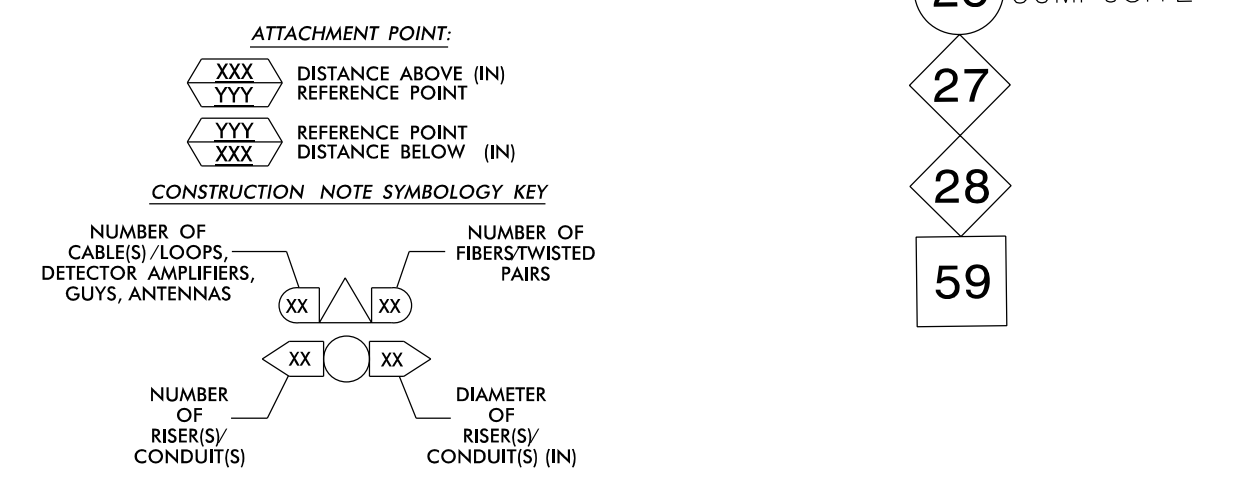 ATTACHMENT POINT:
XXX
YYY
DISTANCE ABOVE (IN)
REFERENCE POINT
YYY
XXX
REFERENCE POINT
DISTANCE BELOW (IN)
CONSTRUCTION NOTE SYMBOLOGY KEY
NUMBER OF
CABLE(S)/LOOPS,
DETECTOR AMPLIFIERS,
GUYS, ANTENNAS
NUMBER OF
FIBERS/TWISTED
PAIRS
XX
XX
XX
XX
NUMBER
OF
RISER(S)/
CONDUIT(S)
DIAMETER
OF
RISER(S)/
CONDUIT(S) (IN)
27
28
59